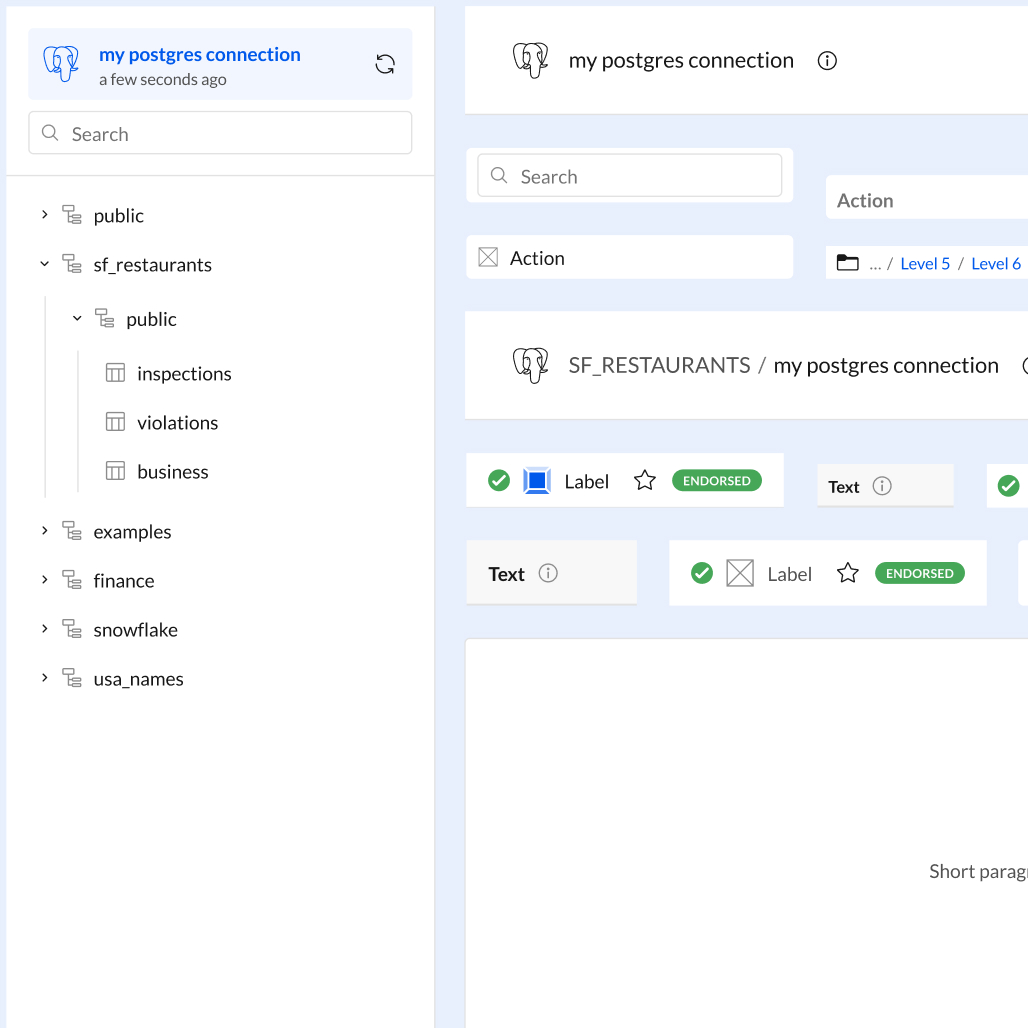 my postgres connection
a few seconds ago
Search
public
sf_restaurants
public
inspections
violations
business
examples
finance
snowflake
usa_names
my postgres connection
Search
Action
Action
... / Level 5 / Level 6
SF_RESTAURANTS / my postgres connection
Label ENDORSED
Text
Text
Label ENDORSED
Short parag